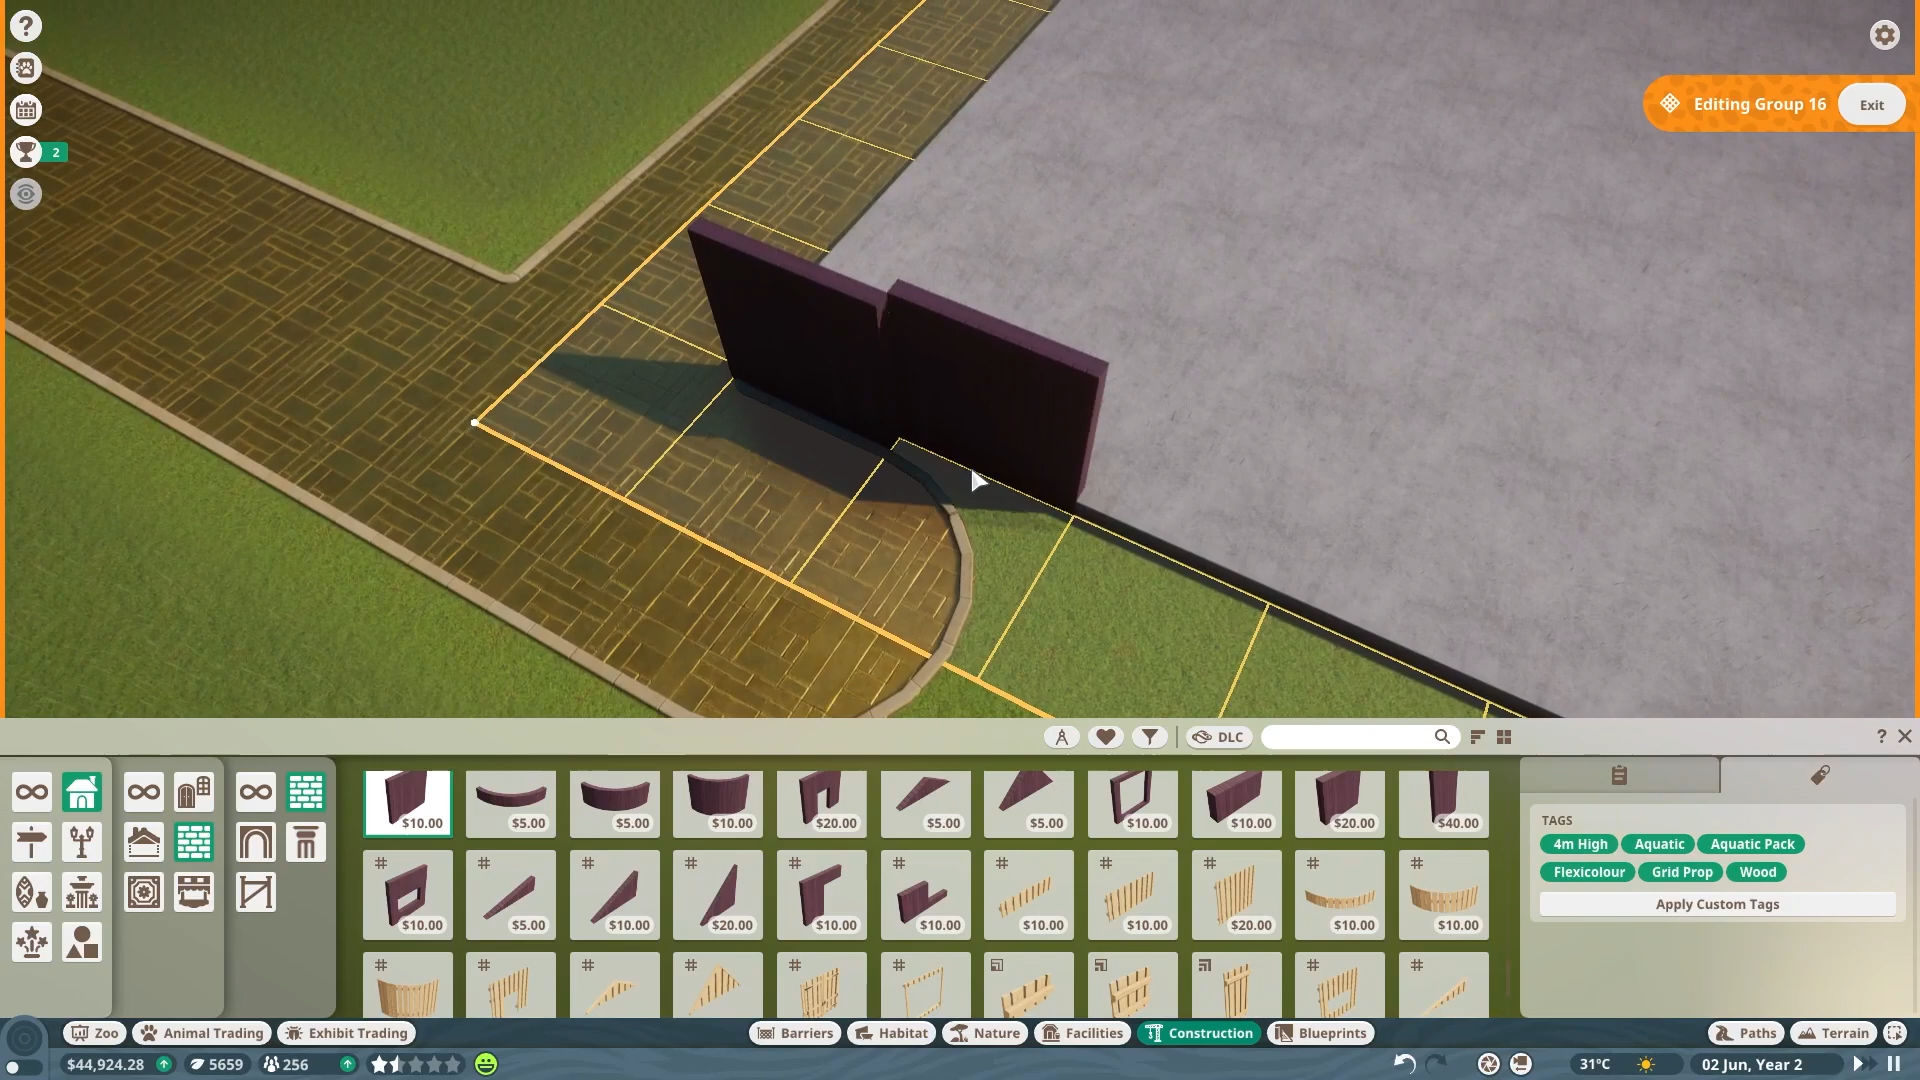 Editing Group 16 Exit
2
DLC
$10.00 $5.00 $5.00 $10.00 $20.00 $5.00 $5.00 $10.00 $10.00 $20.00 $40.00
$10.00 $5.00 $10.00 $20.00 $10.00 $10.00 $10.00 $10.00 $20.00 $10.00 $10.00
TAGS
4m High Aquatic Aquatic Pack
Flexicolour Grid Prop Wood
Apply Custom Tags
Zoo Animal Trading Exhibit Trading Barriers Habitat Nature Facilities Construction Blueprints Paths Terrain
$44,924.28 5659 256 31°C 02 Jun, Year 2